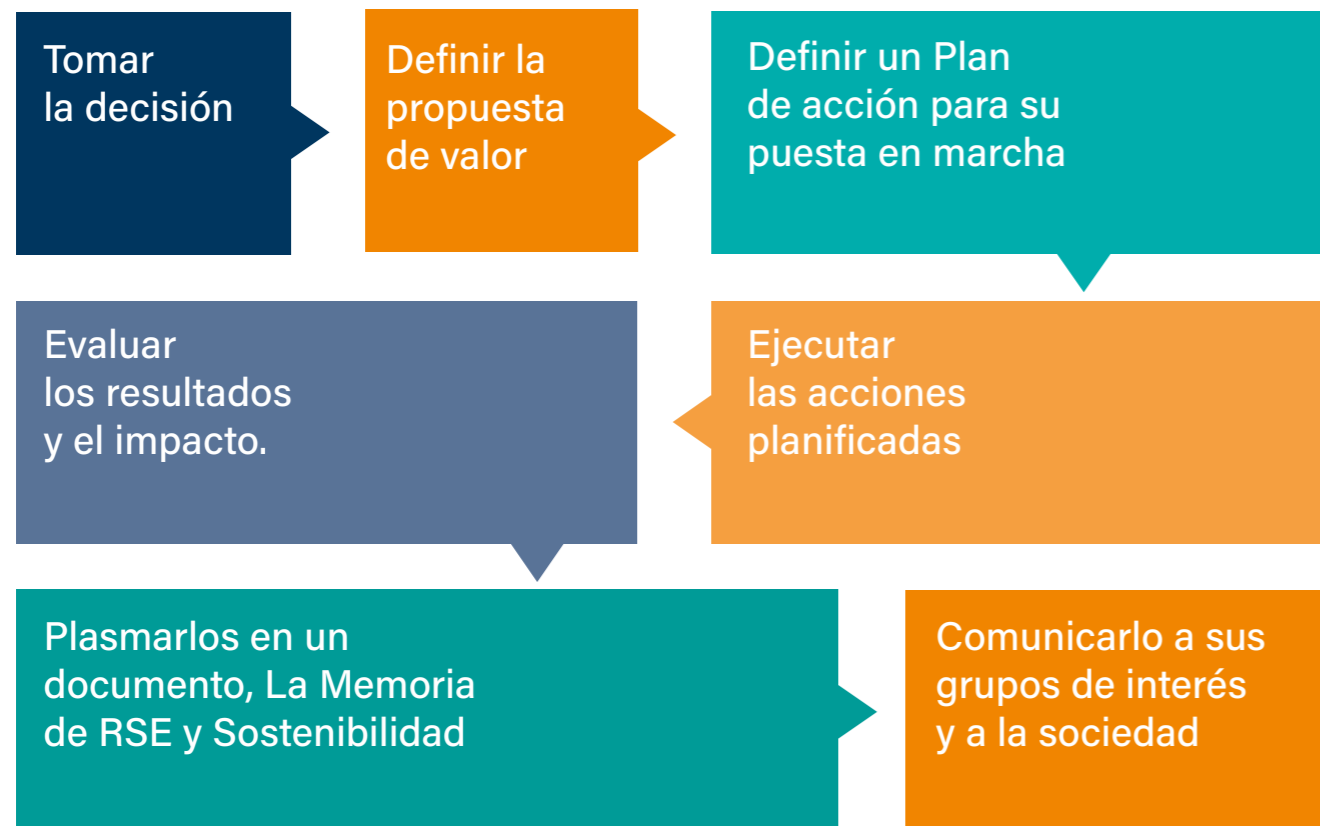 Tomar
la decisión
Definir la
propuesta
de valor
Definir un Plan
de acción para su
puesta en marcha
Ejecutar
las acciones
planificadas
Evaluar
los resultados
y el impacto.
Plasmarlos en un
documento, La Memoria
de RSE y Sostenibilidad
Comunicarlo a sus
grupos de interés
y a la sociedad